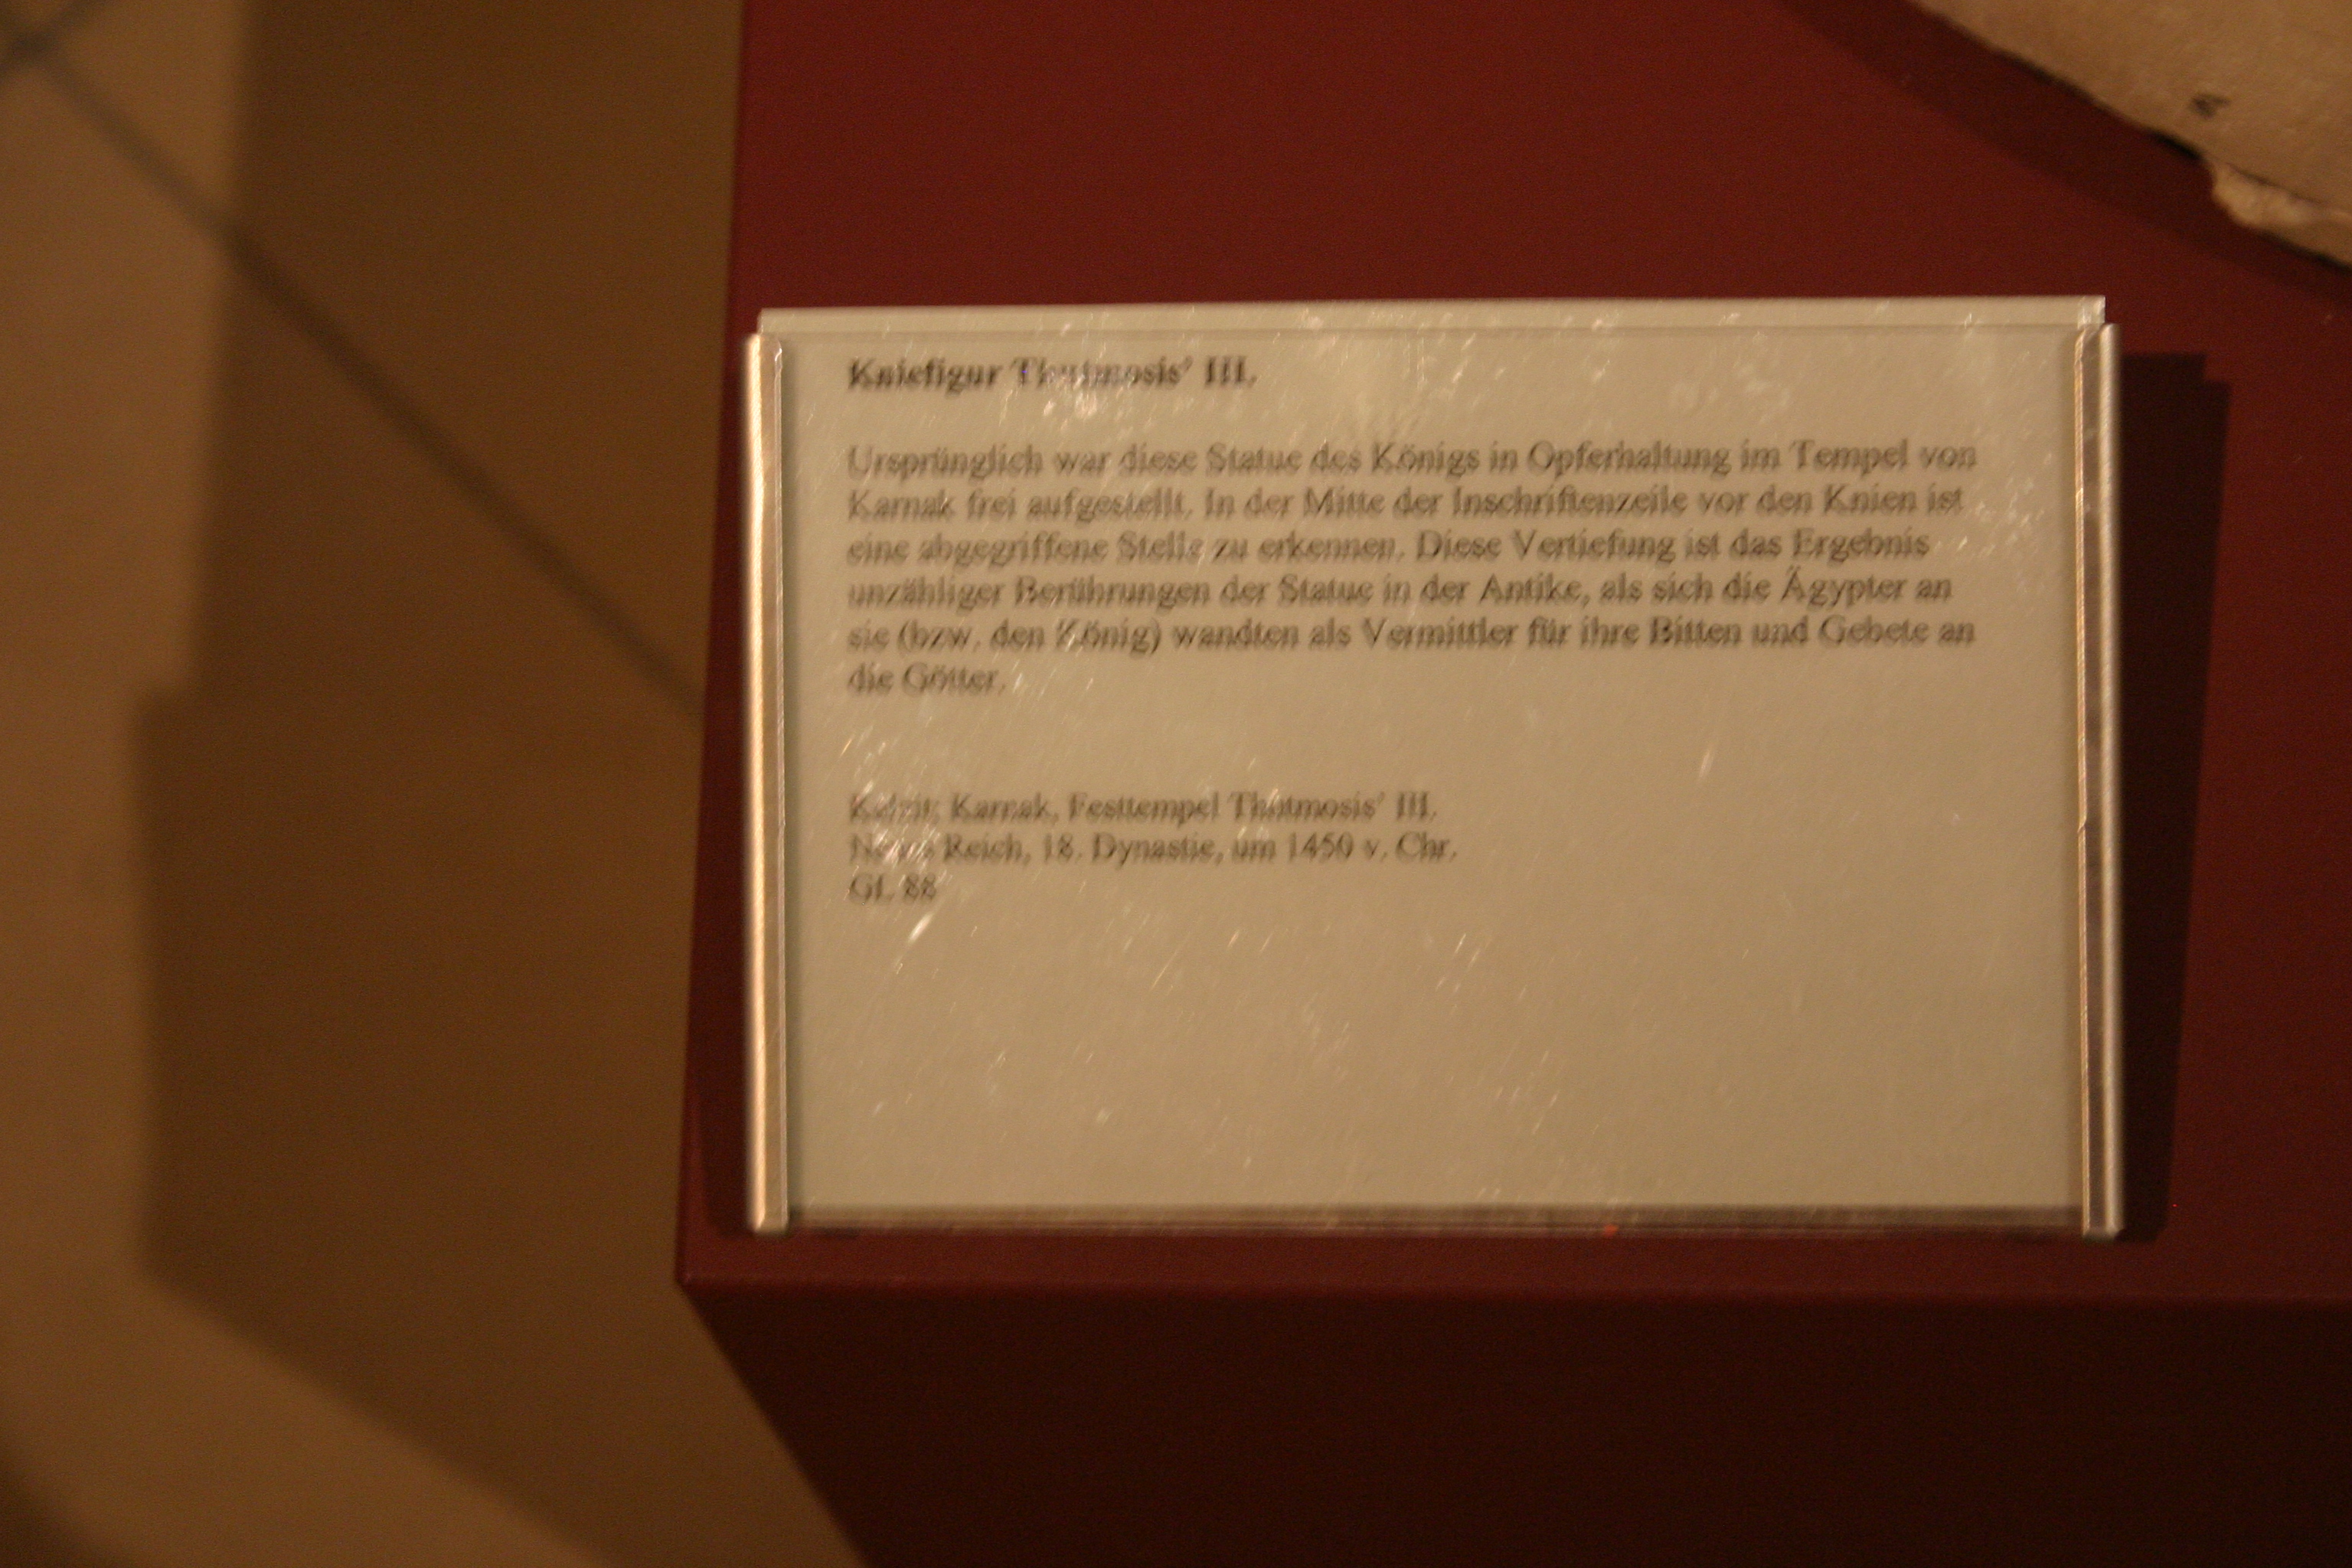 Kniefigur Thutmosis' III.
Ursprünglich war diese Statue des Königs in Opferhaltung im Tempel von
Karnak frei aufgestellt. In der Mitte der Inschriftenzeile vor den Knien ist
eine abgegriffene Stelle zu erkennen. Diese Vertiefung ist das Ergebnis
unzähliger Berührungen der Statue in der Antike, als sich die Ägypter an
sie (bzw. den König) wandten als Vermittler für ihre Bitten und Gebete an
die Götter.
Kalzit; Karnak, Festtempel Thutmosis' III.
Neues Reich, 18. Dynastie, um 1450 v. Chr.
GL 88